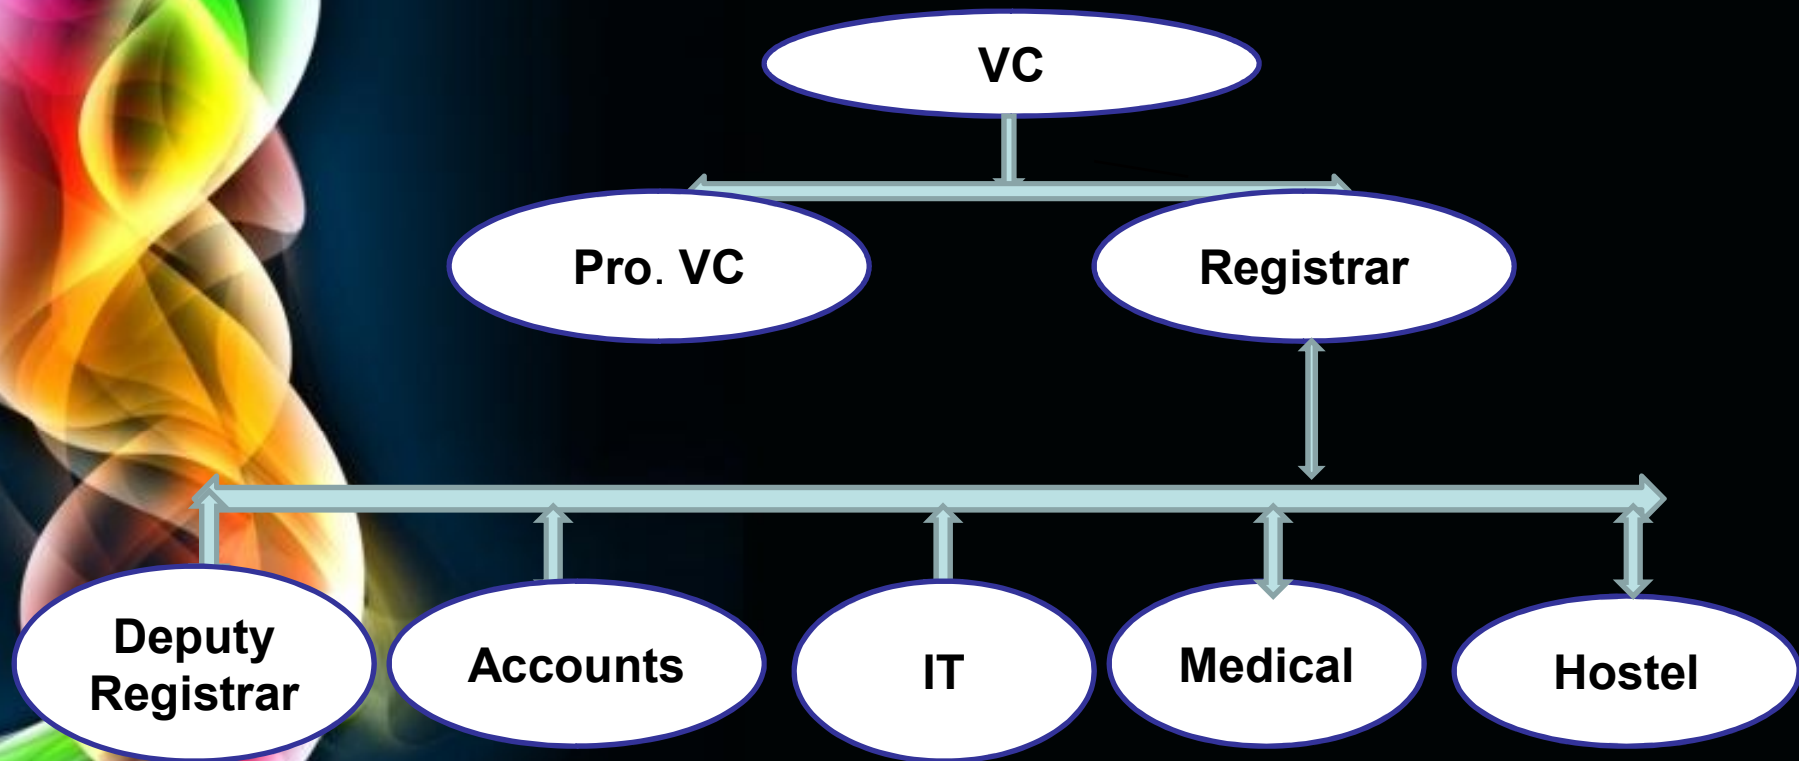 VC
Pro. VC
Registrar
Deputy
Registrar
Accounts
IT
Medical
Hostel